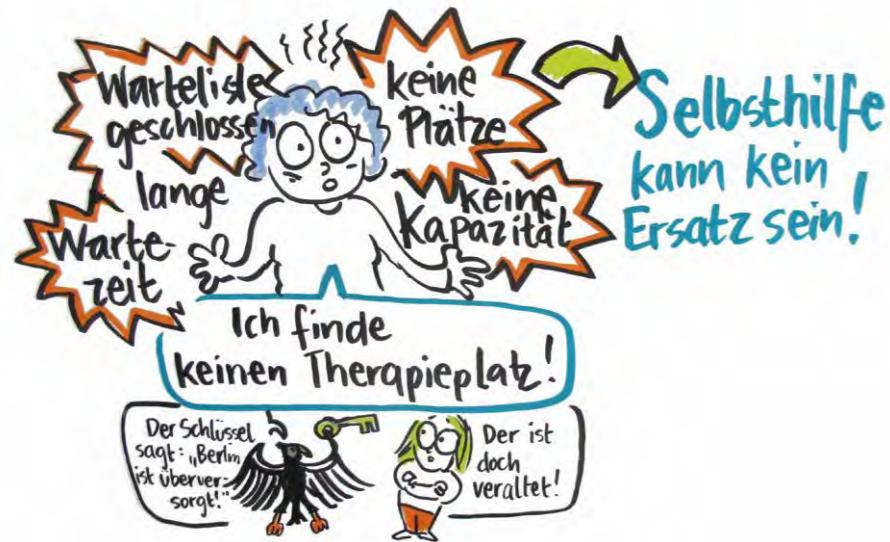 Warteliste
geschlossen
keine
Plätze
lange
Warte-
zeit
keine
Kapazität
Selbsthilfe
kann kein
Ersatz sein!
Ich finde
keinen Therapieplatz!
Der Schlüssel
sagt: „Berlin
ist überver-
sorgt!“
Der ist
doch
veraltet!